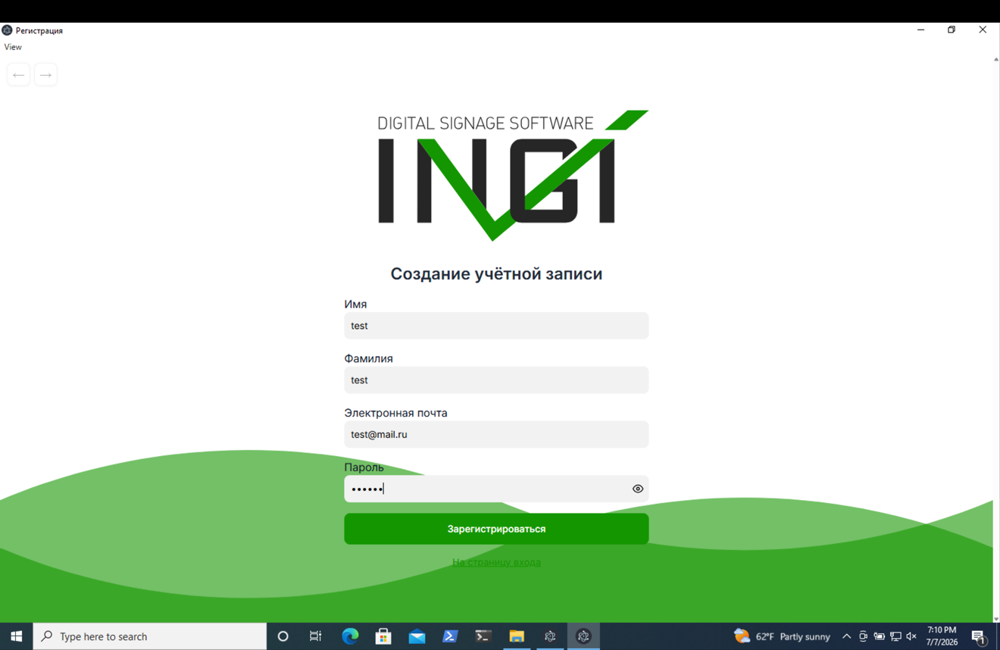 Регистрация
View
DIGITAL SIGNAGE SOFTWARE
INGI
Создание учётной записи
Имя
test
Фамилия
test
Электронная почта
test@mail.ru
Пароль
••••••
Зарегистрироваться
На страницу входа
Type here to search
62°F Partly sunny
7:10 PM
7/7/2026
1